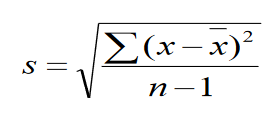 s = √(∑(x − x̄)² / (n − 1))